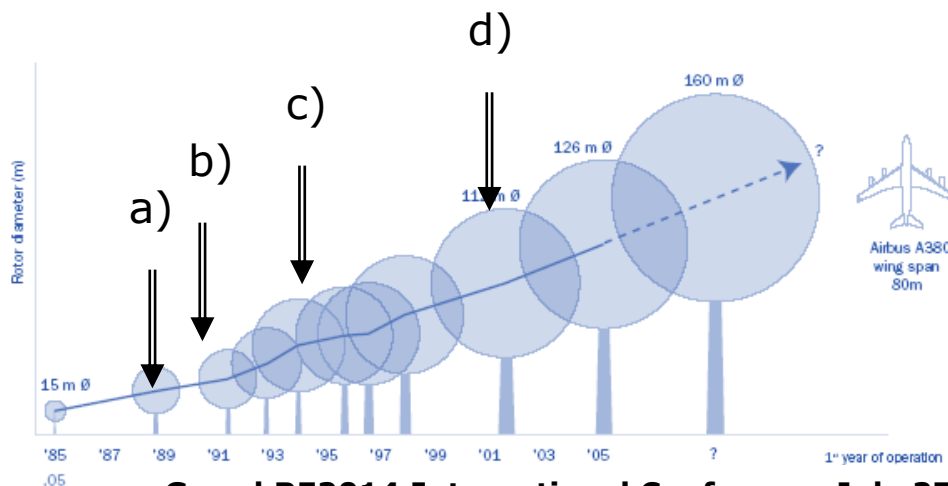 d)
160 m Ø
c)
126 m Ø
?
b)
a)
Rotor diameter (m)
Airbus A380
wing span
80m
15 m Ø
'85 '87 '89 '91 '93 '95 '97 '99 '01 '03 '05 ? 1st year of operation
.05